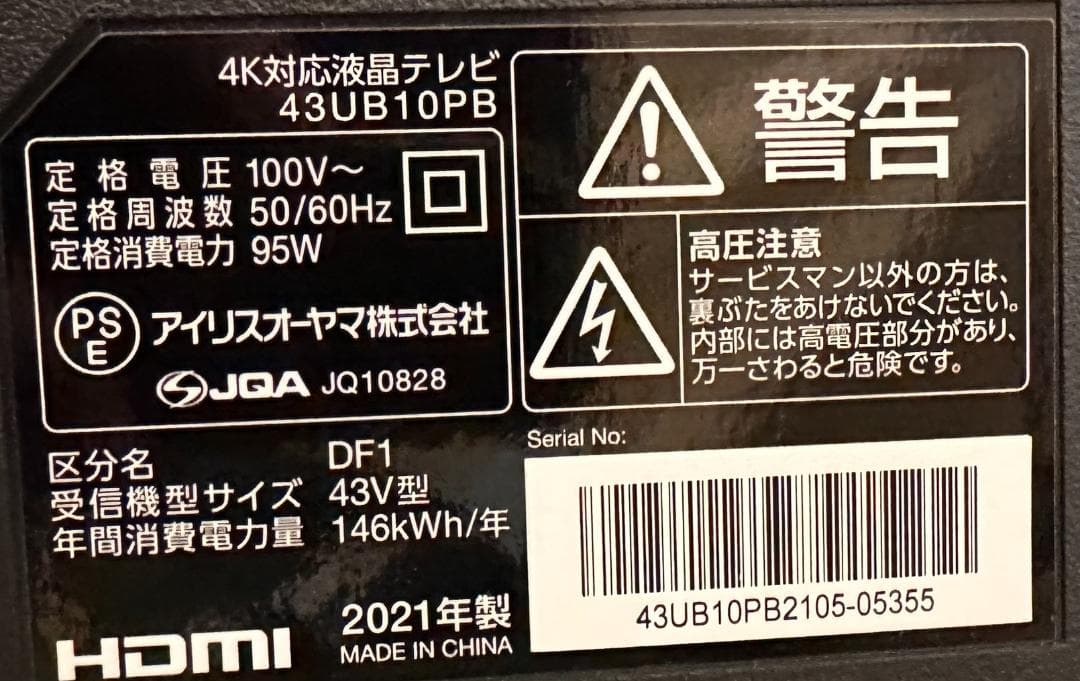 4K対応液晶テレビ
43UB10PB
定格電圧 100V～
定格周波数 50/60Hz
定格消費電力 95W
PSE
アイリスオーヤマ株式会社
JQA JQ10828
警告
高圧注意
サービスマン以外の方は、
裏ぶたをあけないでください。
内部には高電圧部分があり、
万一さわると危険です。
区分名 DF1
受信機型サイズ 43V型
年間消費電力量 146kWh/年
HDMI
2021年製
MADE IN CHINA
Serial No:
43UB10PB2105-05355